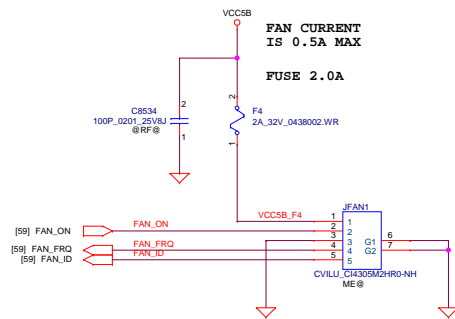 VCC5B
FAN CURRENT
IS 0.5A MAX
FUSE 2.0A
C8534
100P_0201_25V8J
@RF@
2
1
2
1
F4
2A_32V_0438002.WR
JFAN1
VCC5B_F4
[59] FAN_ON
FAN_ON
[59] FAN_FRQ
FAN_FRQ
[59] FAN_ID
FAN_ID
1 1
2 2
3 3
4 4
5 5
G1 6
G2 7
CVILU_CI4305M2HR0-NH
ME@